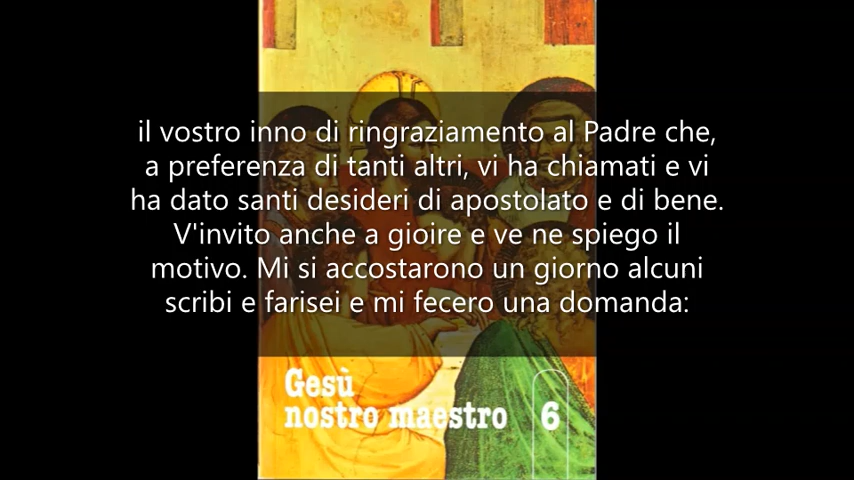 il vostro inno di ringraziamento al Padre che,
a preferenza di tanti altri, vi ha chiamati e vi
ha dato santi desideri di apostolato e di bene.
V'invito anche a gioire e ve ne spiego il
motivo. Mi si accostarono un giorno alcuni
scribi e farisei e mi fecero una domanda:
Gesù
nostro maestro 6